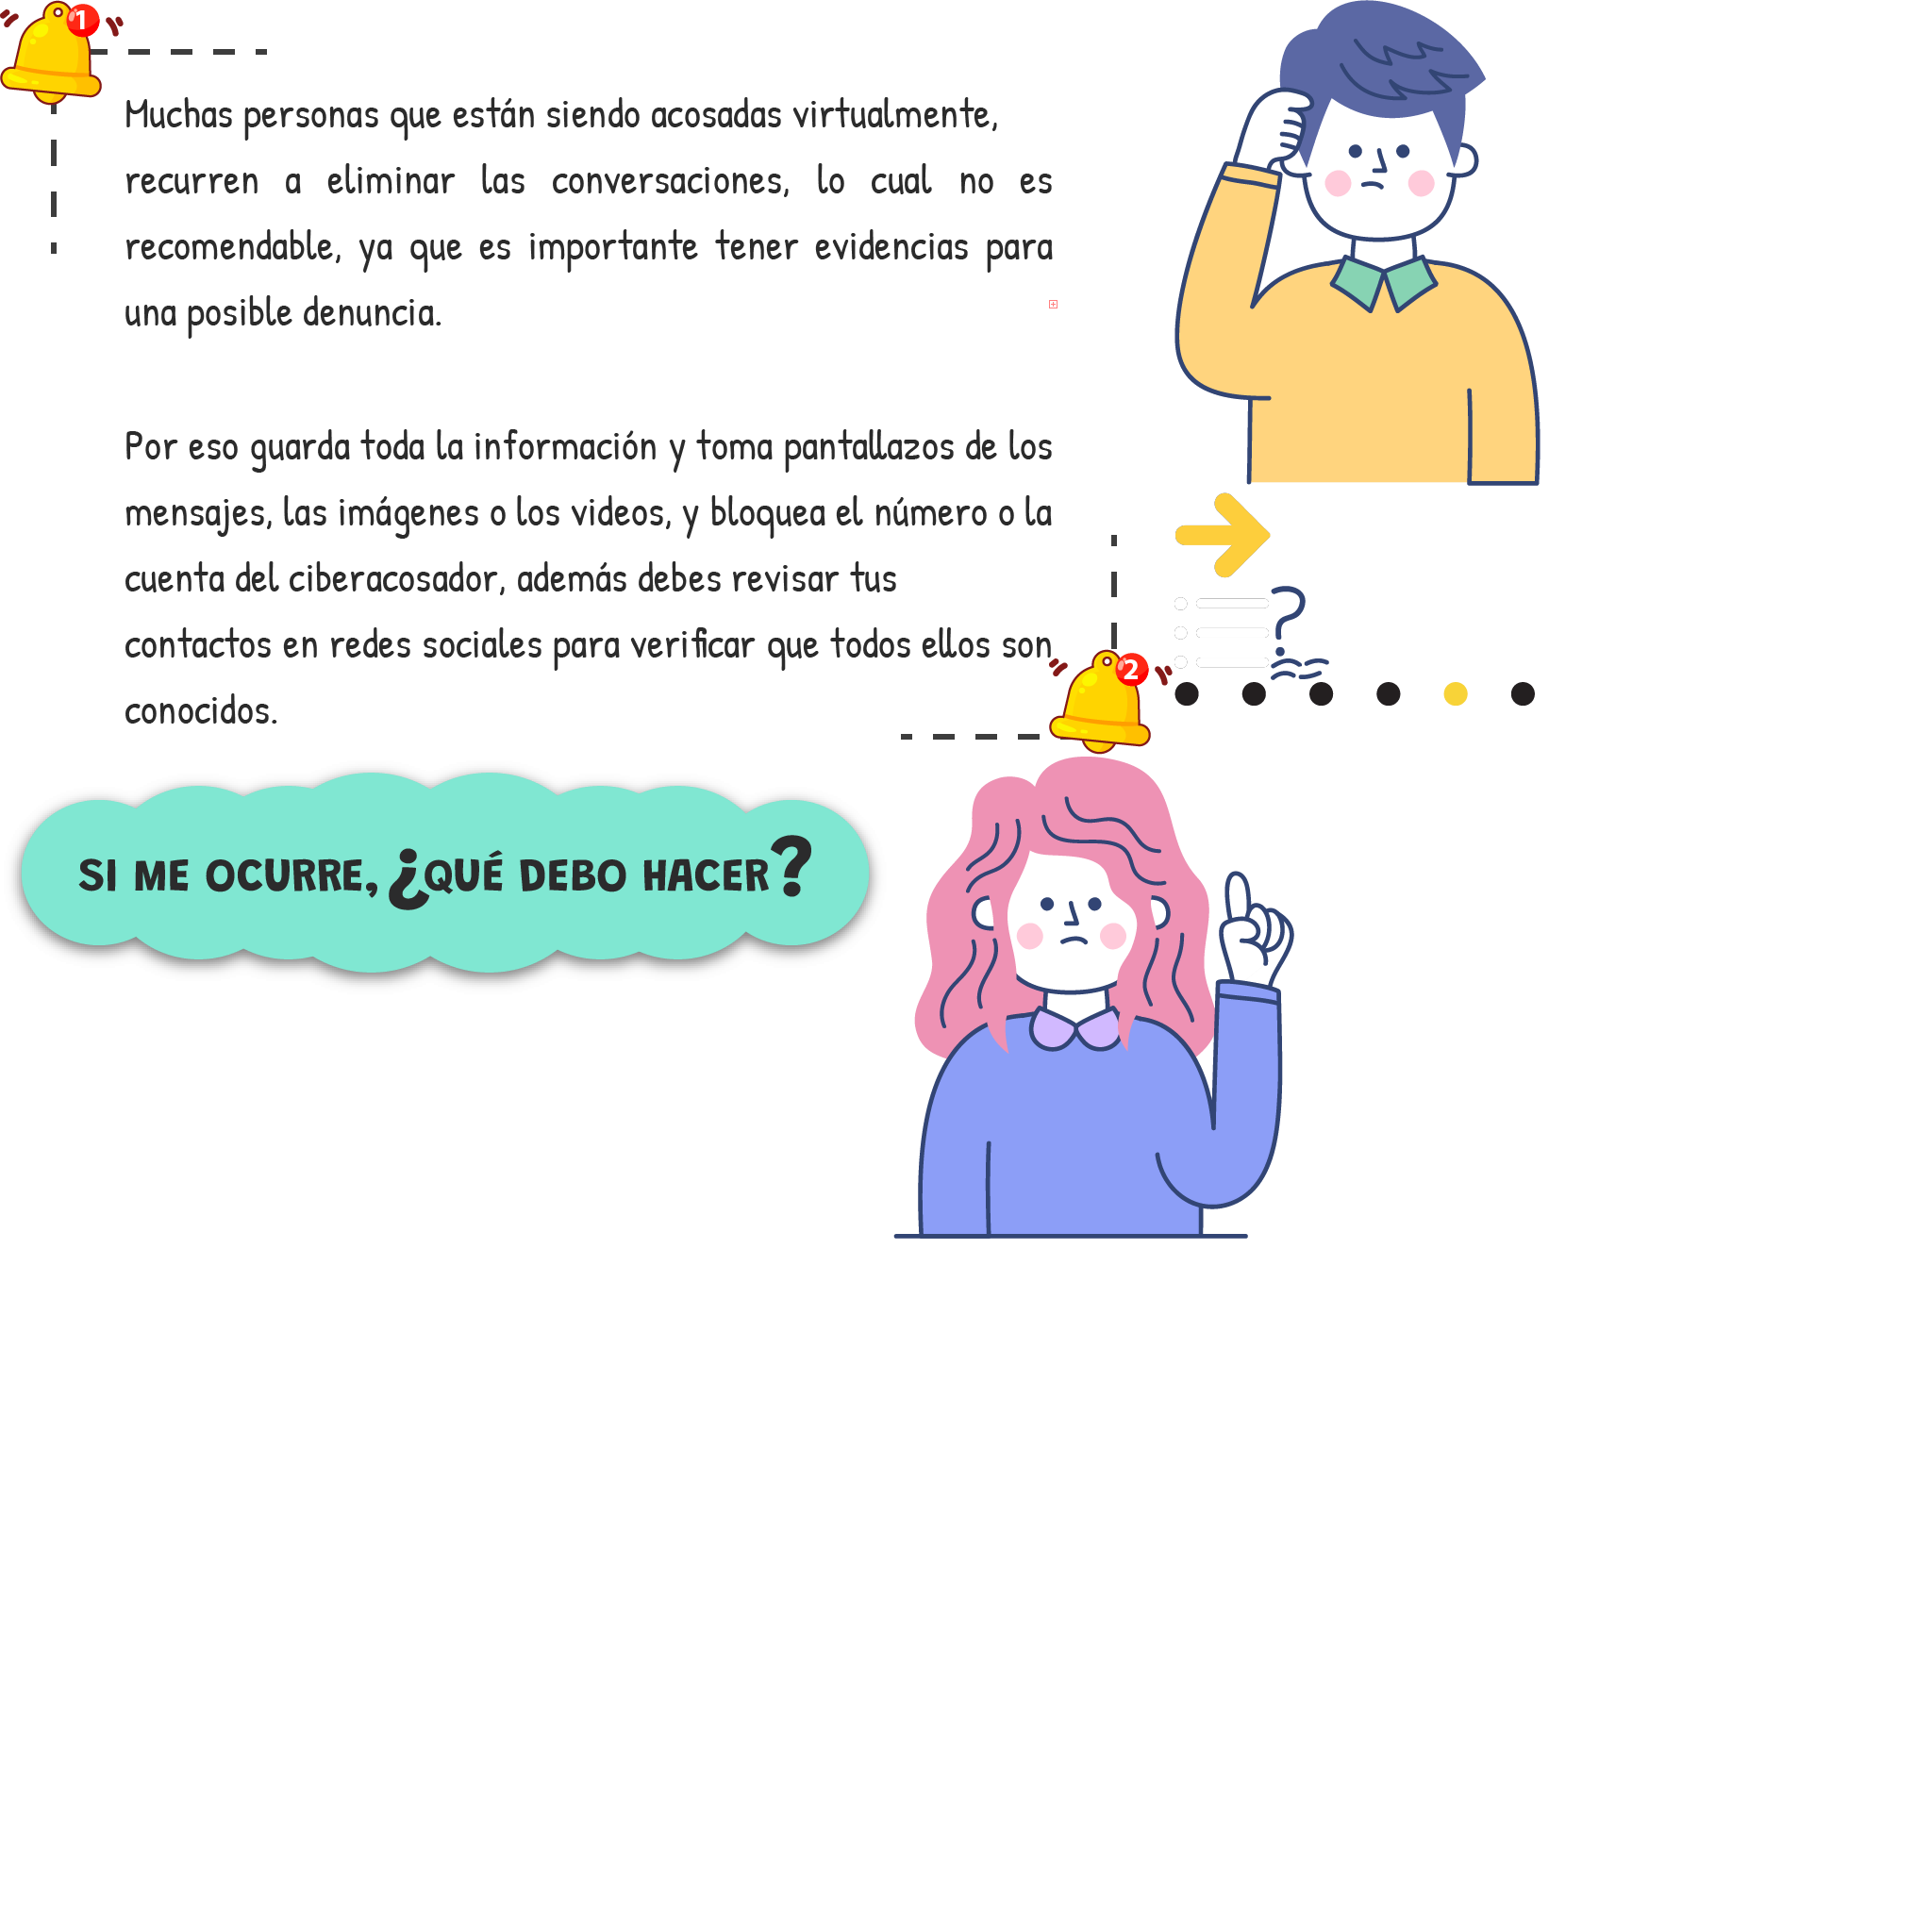 1
Muchas personas que están siendo acosadas virtualmente,
recurren a eliminar las conversaciones, lo cual no es
recomendable, ya que es importante tener evidencias para
una posible denuncia.
Por eso guarda toda la información y toma pantallazos de los
mensajes, las imágenes o los videos, y bloquea el número o la
cuenta del ciberacosador, además debes revisar tus
contactos en redes sociales para verificar que todos ellos son
conocidos.
?
2
SI ME OCURRE, ¿QUÉ DEBO HACER?